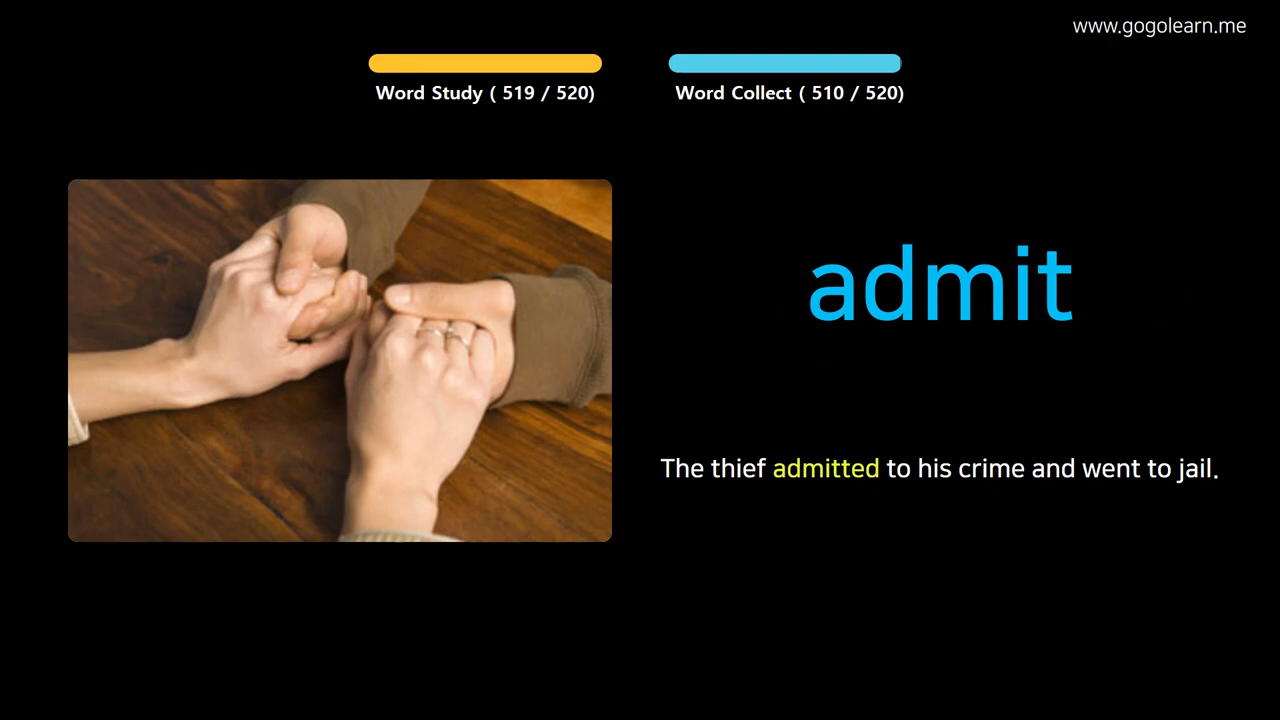 www.gogolearn.me
Word Study ( 519 / 520)
Word Collect ( 510 / 520)
admit
The thief admitted to his crime and went to jail.